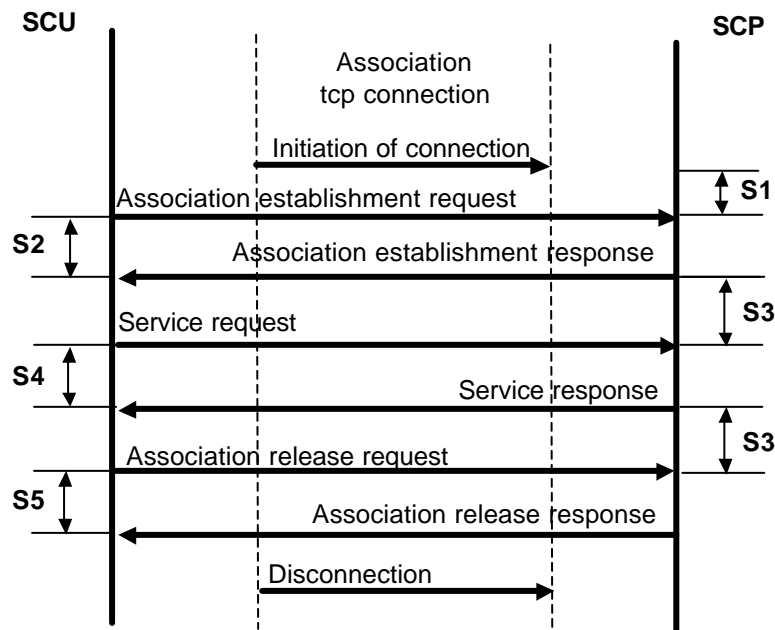 SCU
SCP
Association
tcp connection
Initiation of connection
S1
Association establishment request
S2
Association establishment response
S3
Service request
S4
Service response
S3
Association release request
S5
Association release response
Disconnection